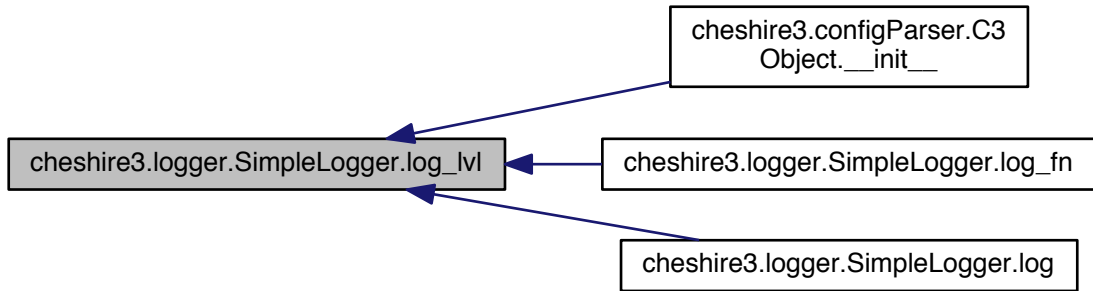 cheshire3.configParser.C3
Object.__init__
cheshire3.logger.SimpleLogger.log_lvl
cheshire3.logger.SimpleLogger.log_fn
cheshire3.logger.SimpleLogger.log